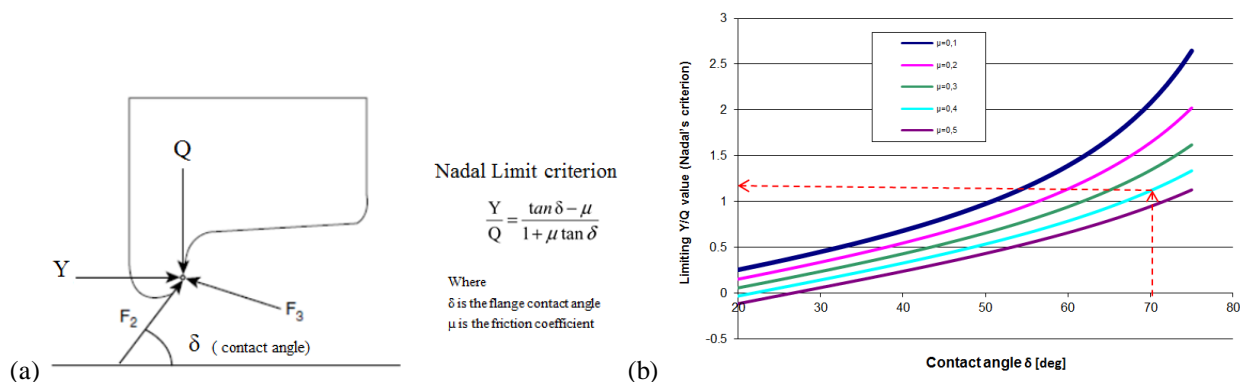 Q
Y
F2
F3
δ ( contact angle)
(a)
Nadal Limit criterion
Y/Q = (tan δ − μ)/(1 + μ tan δ)
Where
δ is the flange contact angle
μ is the friction coefficient
(b)
Limiting Y/Q value (Nadal's criterion)
3
2.5
2
1.5
1
0.5
0
-0.5
μ=0,1
μ=0,2
μ=0,3
μ=0,4
μ=0,5
20 30 40 50 60 70 80
Contact angle δ [deg]